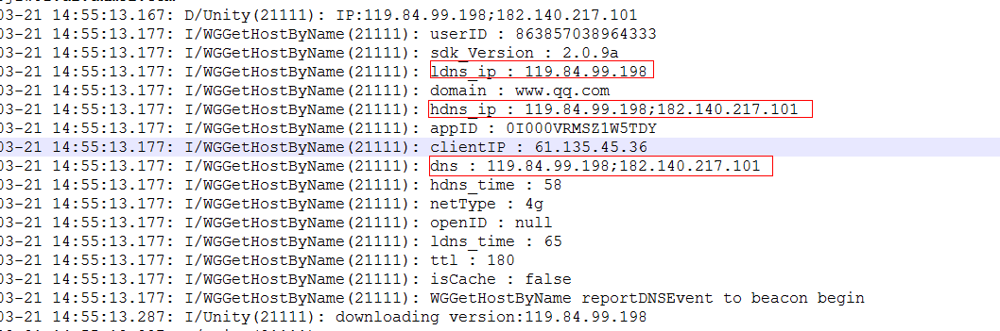 03-21 14:55:13.167: D/Unity(21111): IP:119.84.99.198;182.140.217.101
03-21 14:55:13.177: I/WGGetHostByName(21111): userID : 863857038964333
03-21 14:55:13.177: I/WGGetHostByName(21111): sdk_Version : 2.0.9a
03-21 14:55:13.177: I/WGGetHostByName(21111): ldns_ip : 119.84.99.198
03-21 14:55:13.177: I/WGGetHostByName(21111): domain : www.qq.com
03-21 14:55:13.177: I/WGGetHostByName(21111): hdns_ip : 119.84.99.198;182.140.217.101
03-21 14:55:13.177: I/WGGetHostByName(21111): appID : 0I000VRMSZ1W5TDY
03-21 14:55:13.177: I/WGGetHostByName(21111): clientIP : 61.135.45.36
03-21 14:55:13.177: I/WGGetHostByName(21111): dns : 119.84.99.198;182.140.217.101
03-21 14:55:13.177: I/WGGetHostByName(21111): hdns_time : 58
03-21 14:55:13.177: I/WGGetHostByName(21111): netType : 4g
03-21 14:55:13.177: I/WGGetHostByName(21111): openID : null
03-21 14:55:13.177: I/WGGetHostByName(21111): ldns_time : 65
03-21 14:55:13.177: I/WGGetHostByName(21111): ttl : 180
03-21 14:55:13.177: I/WGGetHostByName(21111): isCache : false
03-21 14:55:13.177: I/WGGetHostByName(21111): WGGetHostByName reportDNSEvent to beacon begin
03-21 14:55:13.287: I/Unity(21111): downloading version:119.84.99.198